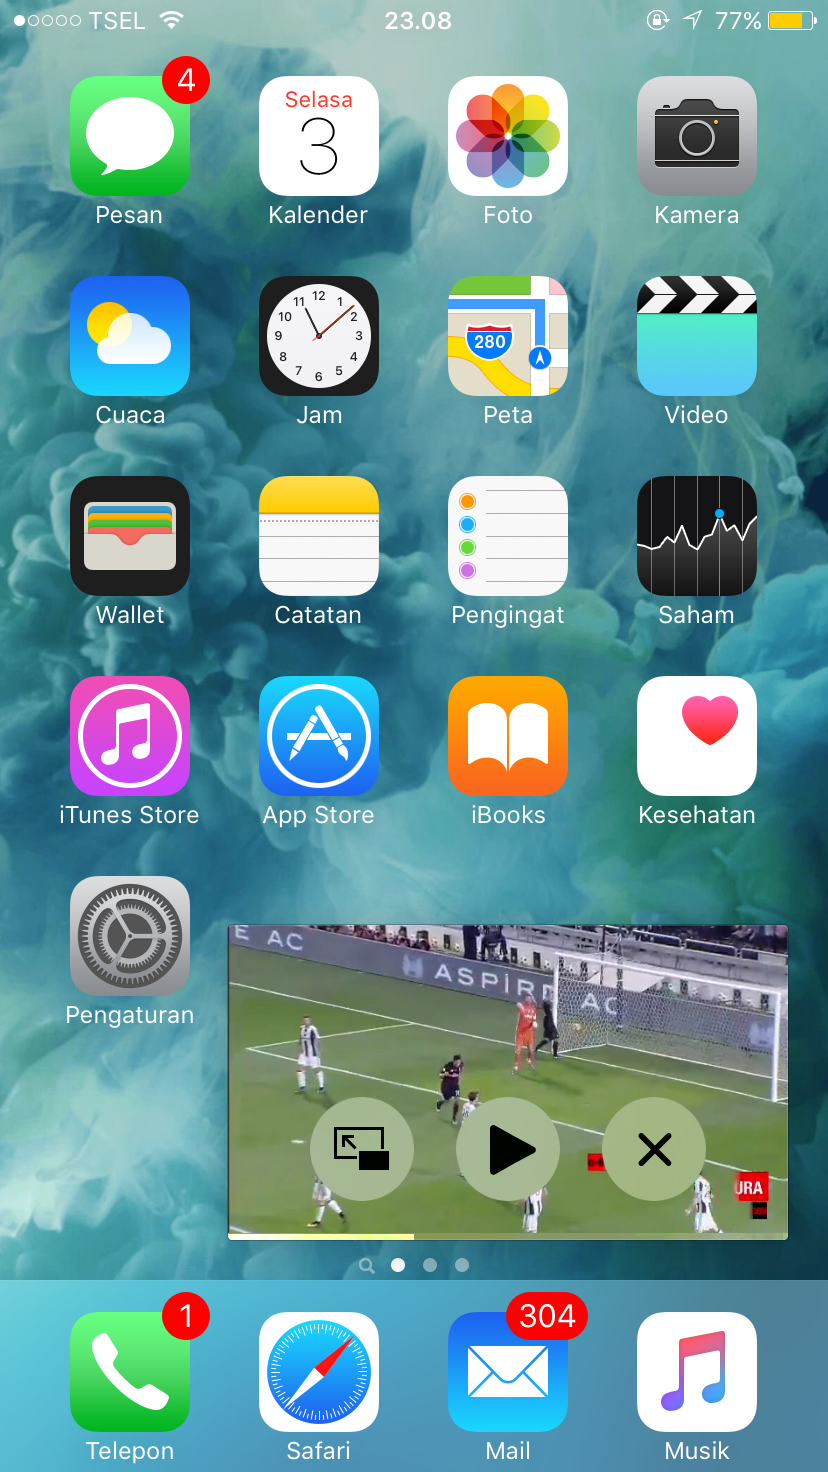 TSEL
23.08
77%
4
Selasa
3
Pesan
Kalender
Foto
Kamera
12
11
1
10
2
9
3
8
4
7
5
6
280
Cuaca
Jam
Peta
Video
Wallet
Catatan
Pengingat
Saham
iTunes Store
App Store
iBooks
Kesehatan
Pengaturan
E AC
ASPIRE
AC
URA
1
304
Telepon
Safari
Mail
Musik